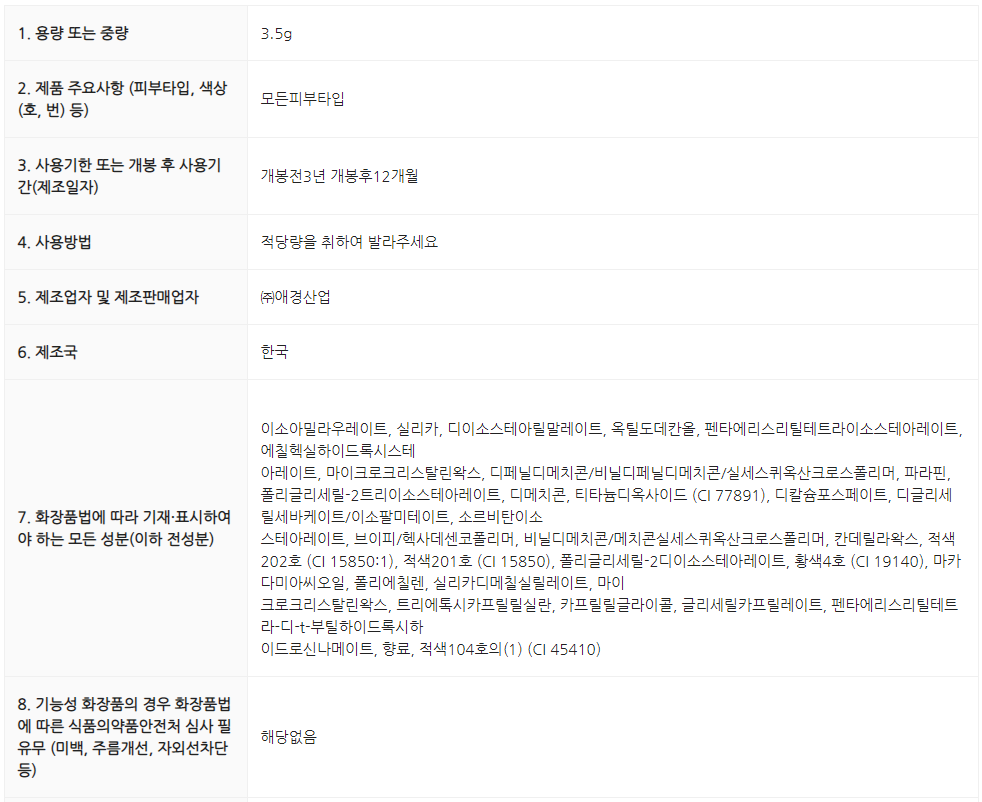 1. 용량 또는 중량
3.5g
2. 제품 주요사항 (피부타입, 색상
(호, 번) 등)
모든피부타입
3. 사용기한 또는 개봉 후 사용기
간(제조일자)
개봉전3년 개봉후12개월
4. 사용방법
적당량을 취하여 발라주세요
5. 제조업자 및 제조판매업자
㈜애경산업
6. 제조국
한국
7. 화장품법에 따라 기재·표시하여
야 하는 모든 성분(이하 전성분)
이소아밀라우레이트, 실리카, 디이소스테아릴말레이트, 옥틸도데칸올, 펜타에리스리틸테트라이소스테아레이트,
에칠헥실하이드록시스테
아레이트, 마이크로크리스탈린왁스, 디페닐디메치콘/비닐디페닐디메치콘/실세스퀴옥산크로스폴리머, 파라핀,
폴리글리세릴-2트리이소스테아레이트, 디메치콘, 티타늄디옥사이드 (CI 77891), 디칼슘포스페이트, 디글리세
릴세바케이트/이소팔미테이트, 소르비탄이소
스테아레이트, 브이피/헥사데센코폴리머, 비닐디메치콘/메치콘실세스퀴옥산크로스폴리머, 칸데릴라왁스, 적색
202호 (CI 15850:1), 적색201호 (CI 15850), 폴리글리세릴-2디이소스테아레이트, 황색4호 (CI 19140), 마카
다미아씨오일, 폴리에칠렌, 실리카디메칠실릴레이트, 마이
크로크리스탈린왁스, 트리에톡시카프릴릴실란, 카프릴릴글라이콜, 글리세릴카프릴레이트, 펜타에리스리틸테트
라-디-t-부틸하이드록시하
이드로신나메이트, 향료, 적색104호의(1) (CI 45410)
8. 기능성 화장품의 경우 화장품법
에 따른 식품의약품안전처 심사 필
유무 (미백, 주름개선, 자외선차단
등)
해당없음